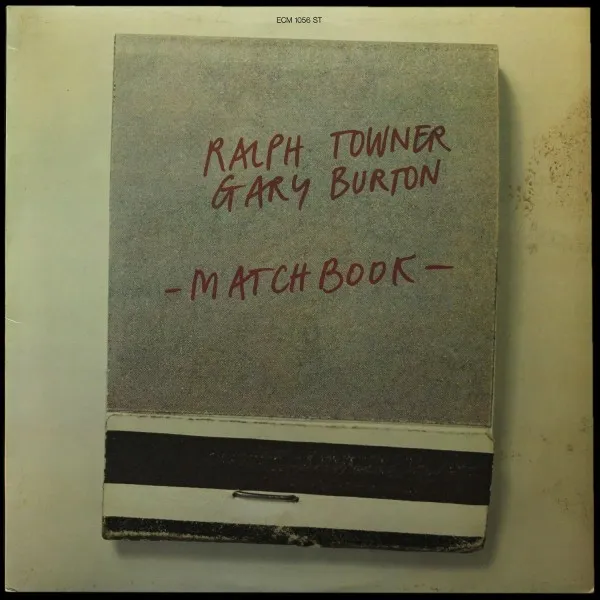 ECM 1056 ST
RALPH TOWNER
GARY BURTON
-MATCHBOOK-